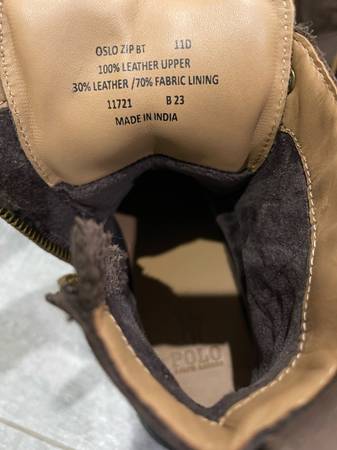 OSLO ZIP BT 11D
100% LEATHER UPPER
30% LEATHER /70% FABRIC LINING
11721 B 23
MADE IN INDIA
POLO